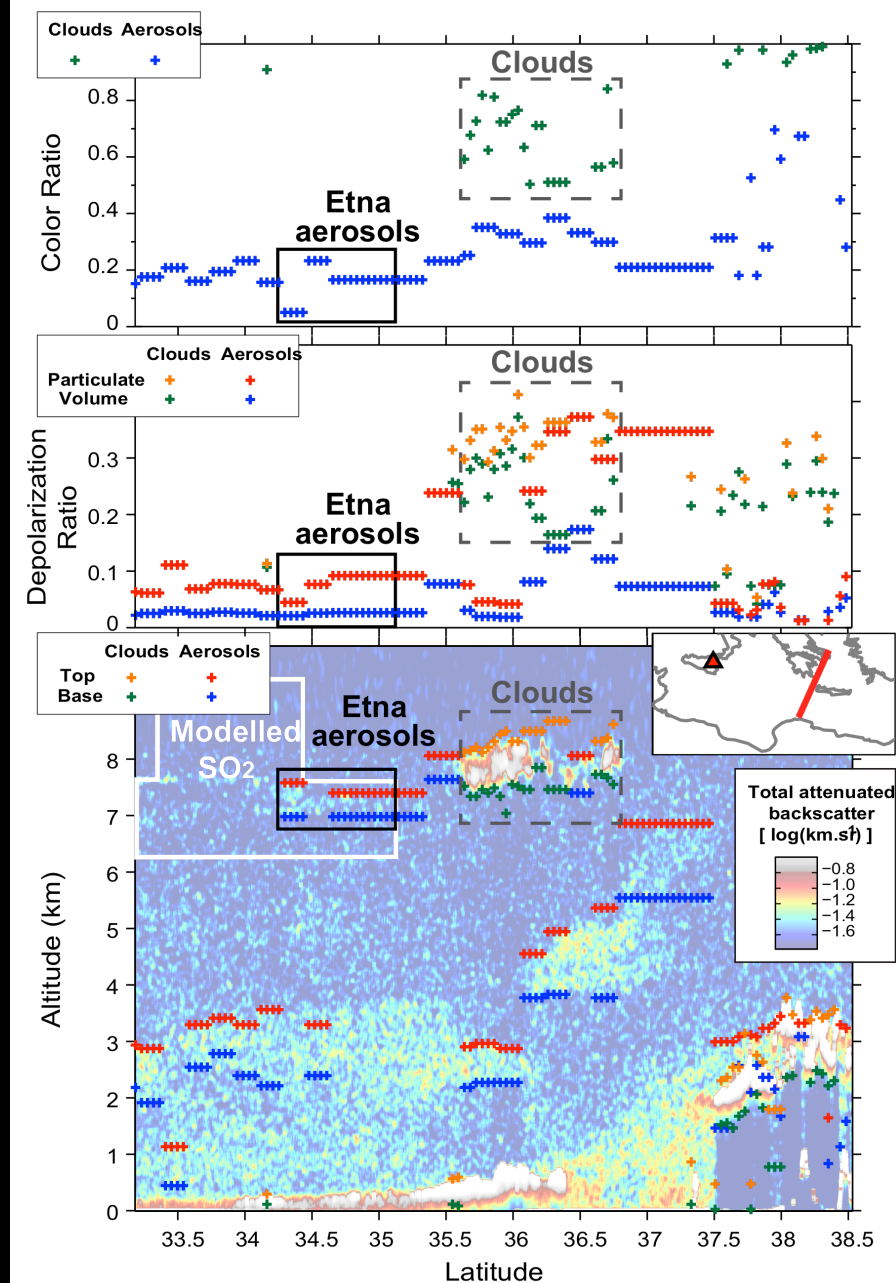 Clouds Aerosols
Clouds
0.8
0.6
0.4
0.2
0
Color Ratio
Etna
aerosols
Clouds Aerosols
Particulate
Volume
Clouds
0.3
0.2
0.1
0
Depolarization
Ratio
Etna
aerosols
Clouds Aerosols
Top
Base
Clouds
Etna
aerosols
Modelled
SO2
8
7
6
5
4
3
2
1
0
Altitude (km)
Total attenuated
backscatter
[ log(km.sr⁻¹) ]
−0.8
−1.0
−1.2
−1.4
−1.6
33.5 34 34.5 35 35.5 36 36.5 37 37.5 38 38.5
Latitude